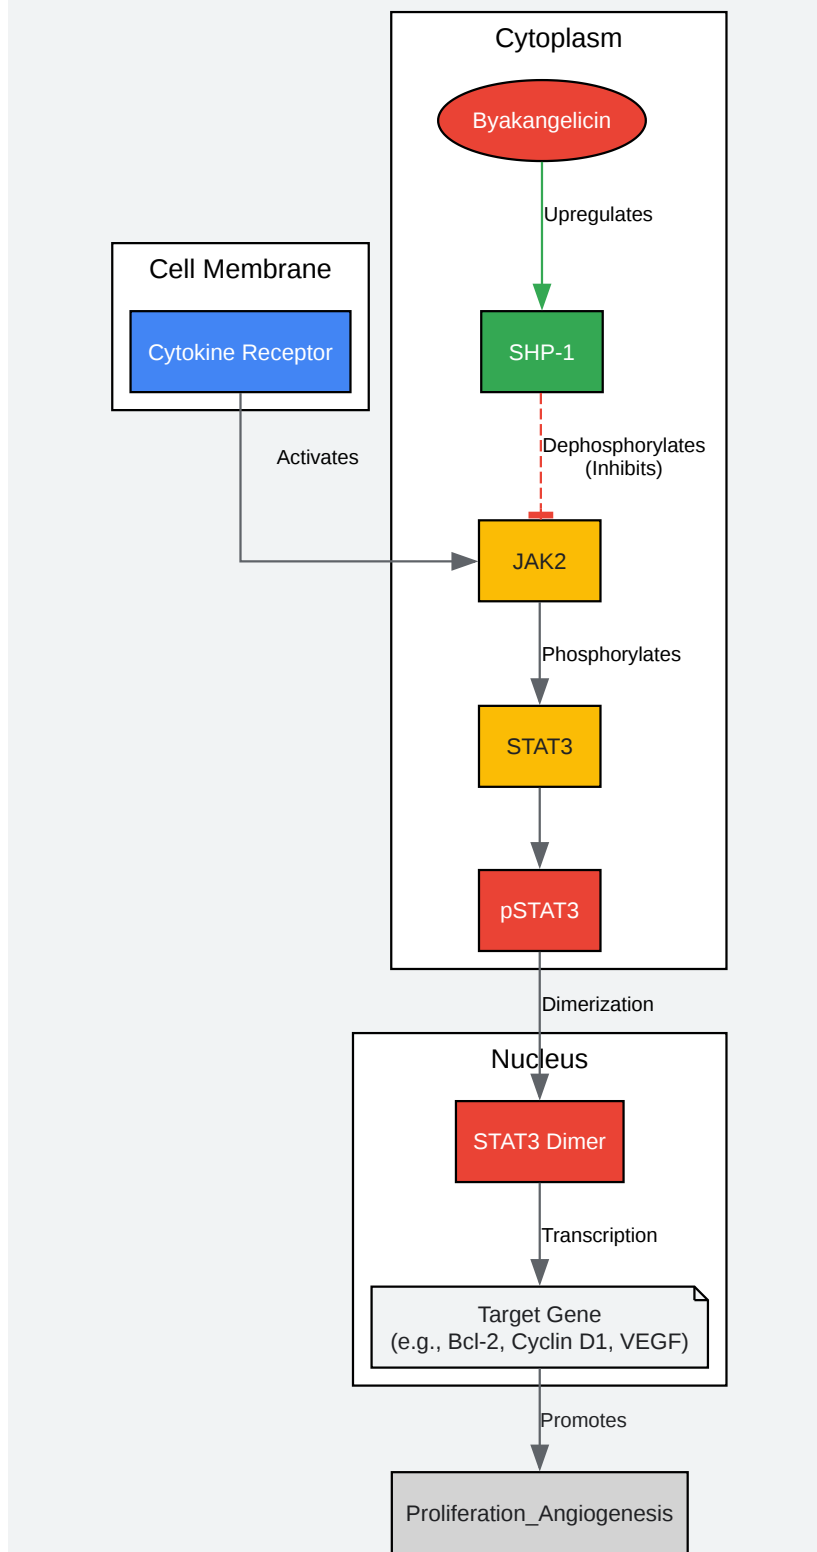 Cytoplasm
Byakangelicin
Upregulates
Cell Membrane
Cytokine Receptor
SHP-1
Activates
Dephosphorylates
(Inhibits)
JAK2
Phosphorylates
STAT3
pSTAT3
Dimerization
Nucleus
STAT3 Dimer
Transcription
Target Gene
(e.g., Bcl-2, Cyclin D1, VEGF)
Promotes
Proliferation_Angiogenesis